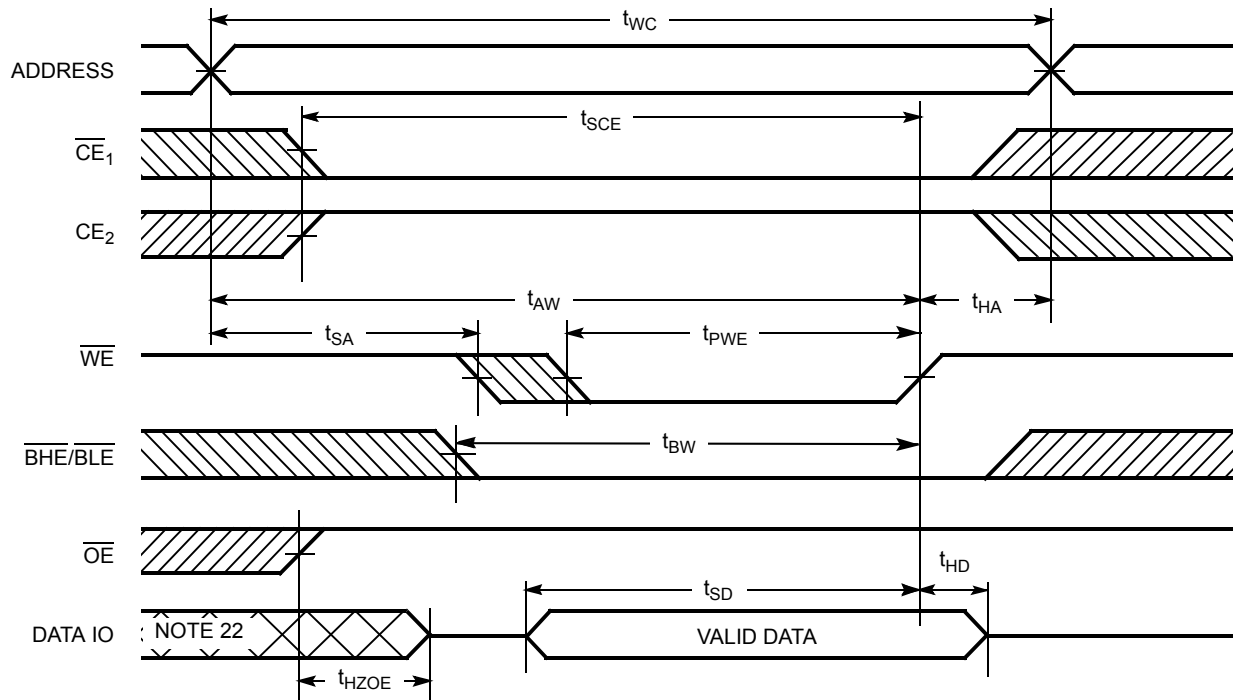 tWC
ADDRESS
tSCE
CE1
CE2
tAW
tHA
tSA
tPWE
WE
tBW
BHE/BLE
OE
tHD
tSD
DATA IO
NOTE 22
VALID DATA
tHZOE